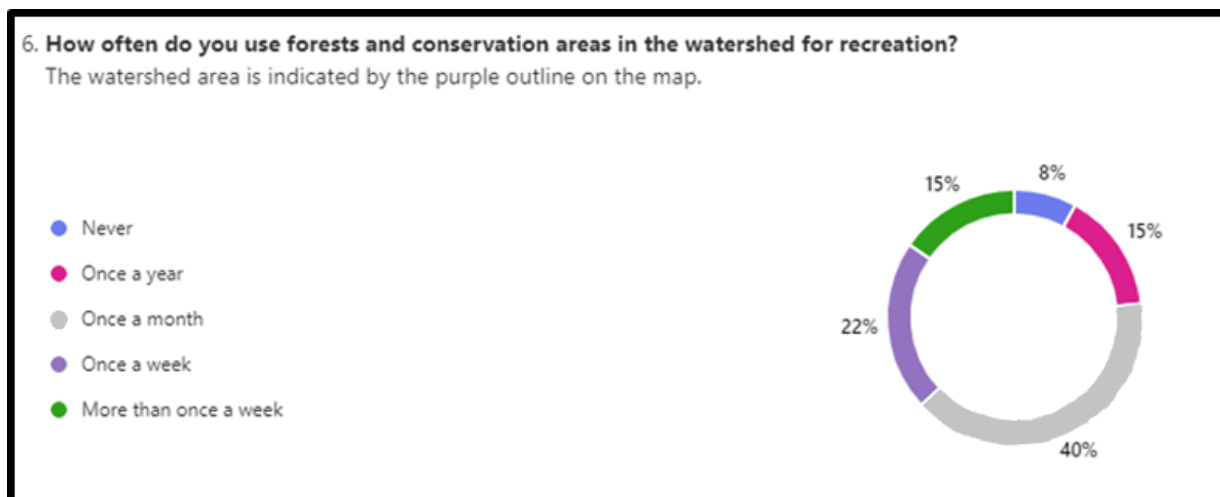 6. How often do you use forests and conservation areas in the watershed for recreation?
The watershed area is indicated by the purple outline on the map.
Never
Once a year
Once a month
Once a week
More than once a week
8%
15%
40%
22%
15%